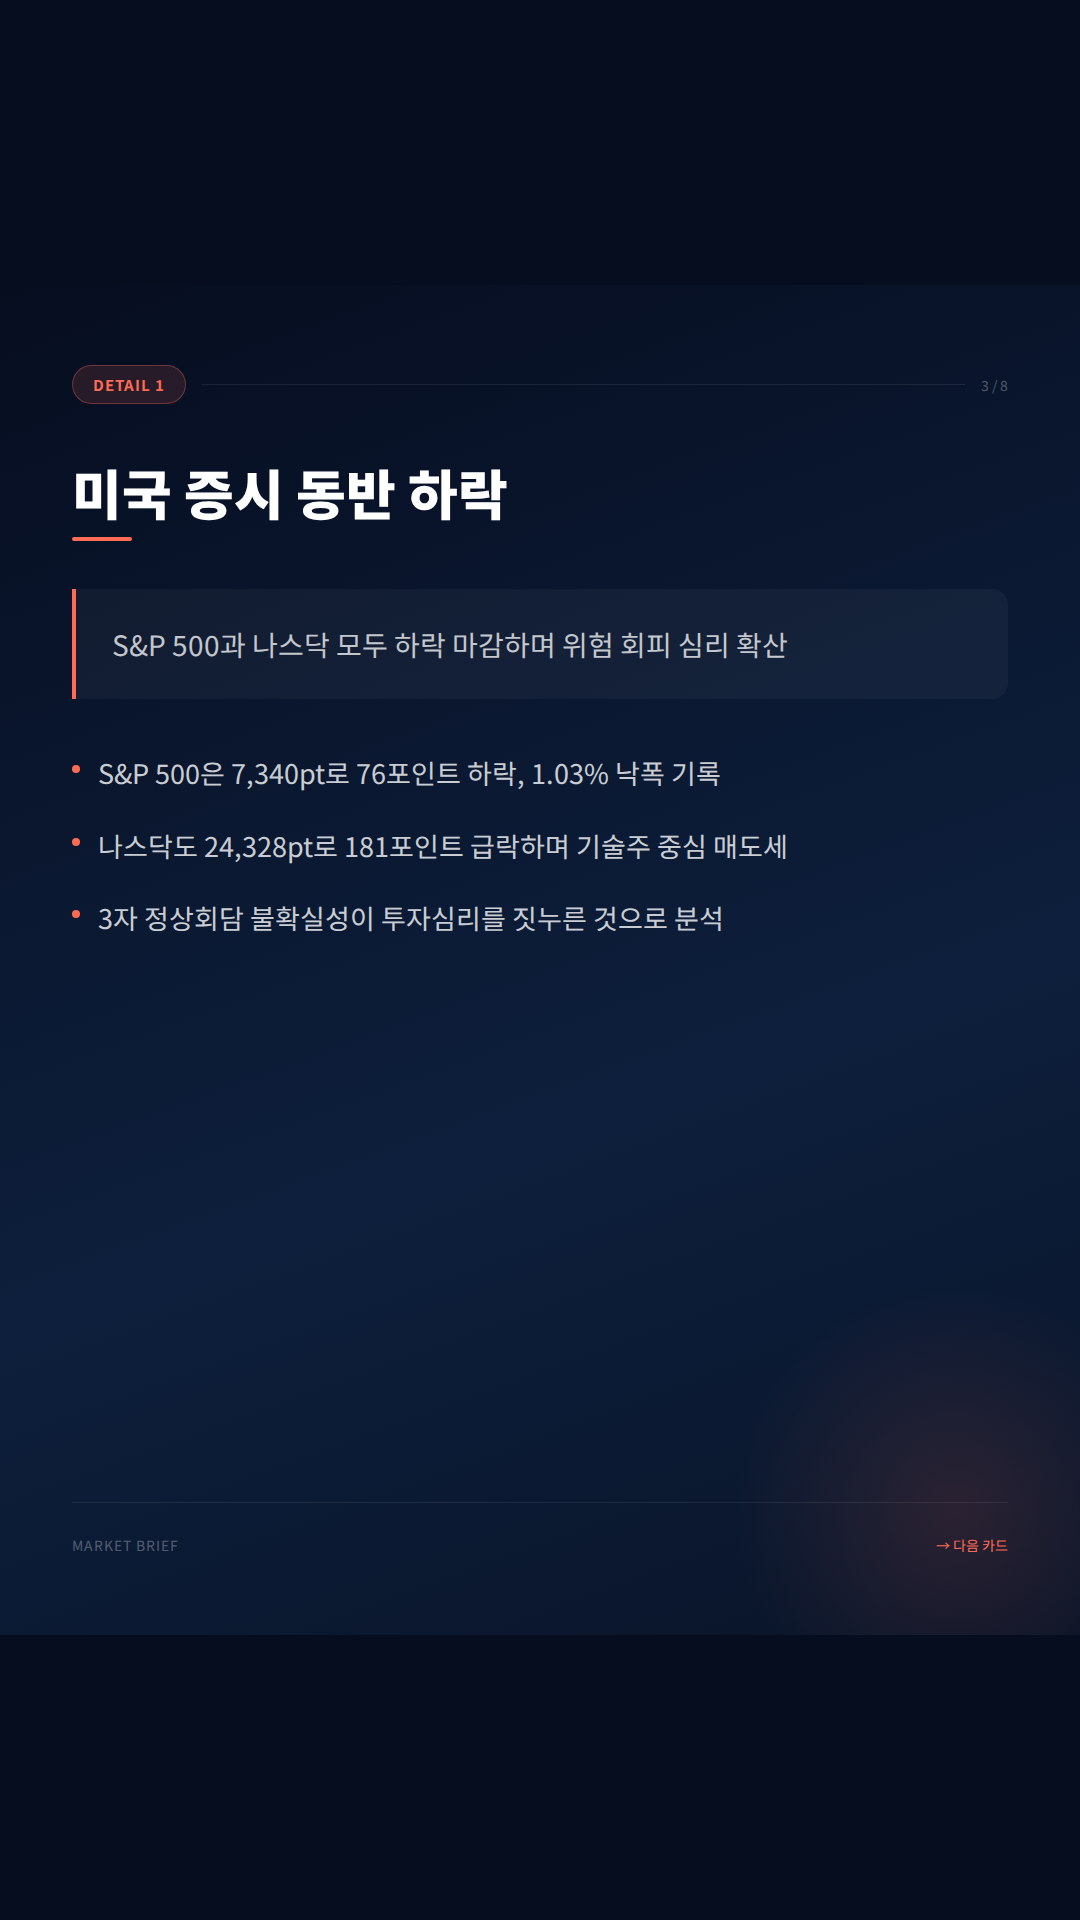 DETAIL 1
3 / 8
미국 증시 동반 하락
S&P 500과 나스닥 모두 하락 마감하며 위험 회피 심리 확산
• S&P 500은 7,340pt로 76포인트 하락, 1.03% 낙폭 기록
• 나스닥도 24,328pt로 181포인트 급락하며 기술주 중심 매도세
• 3자 정상회담 불확실성이 투자심리를 짓누른 것으로 분석
MARKET BRIEF
→ 다음 카드